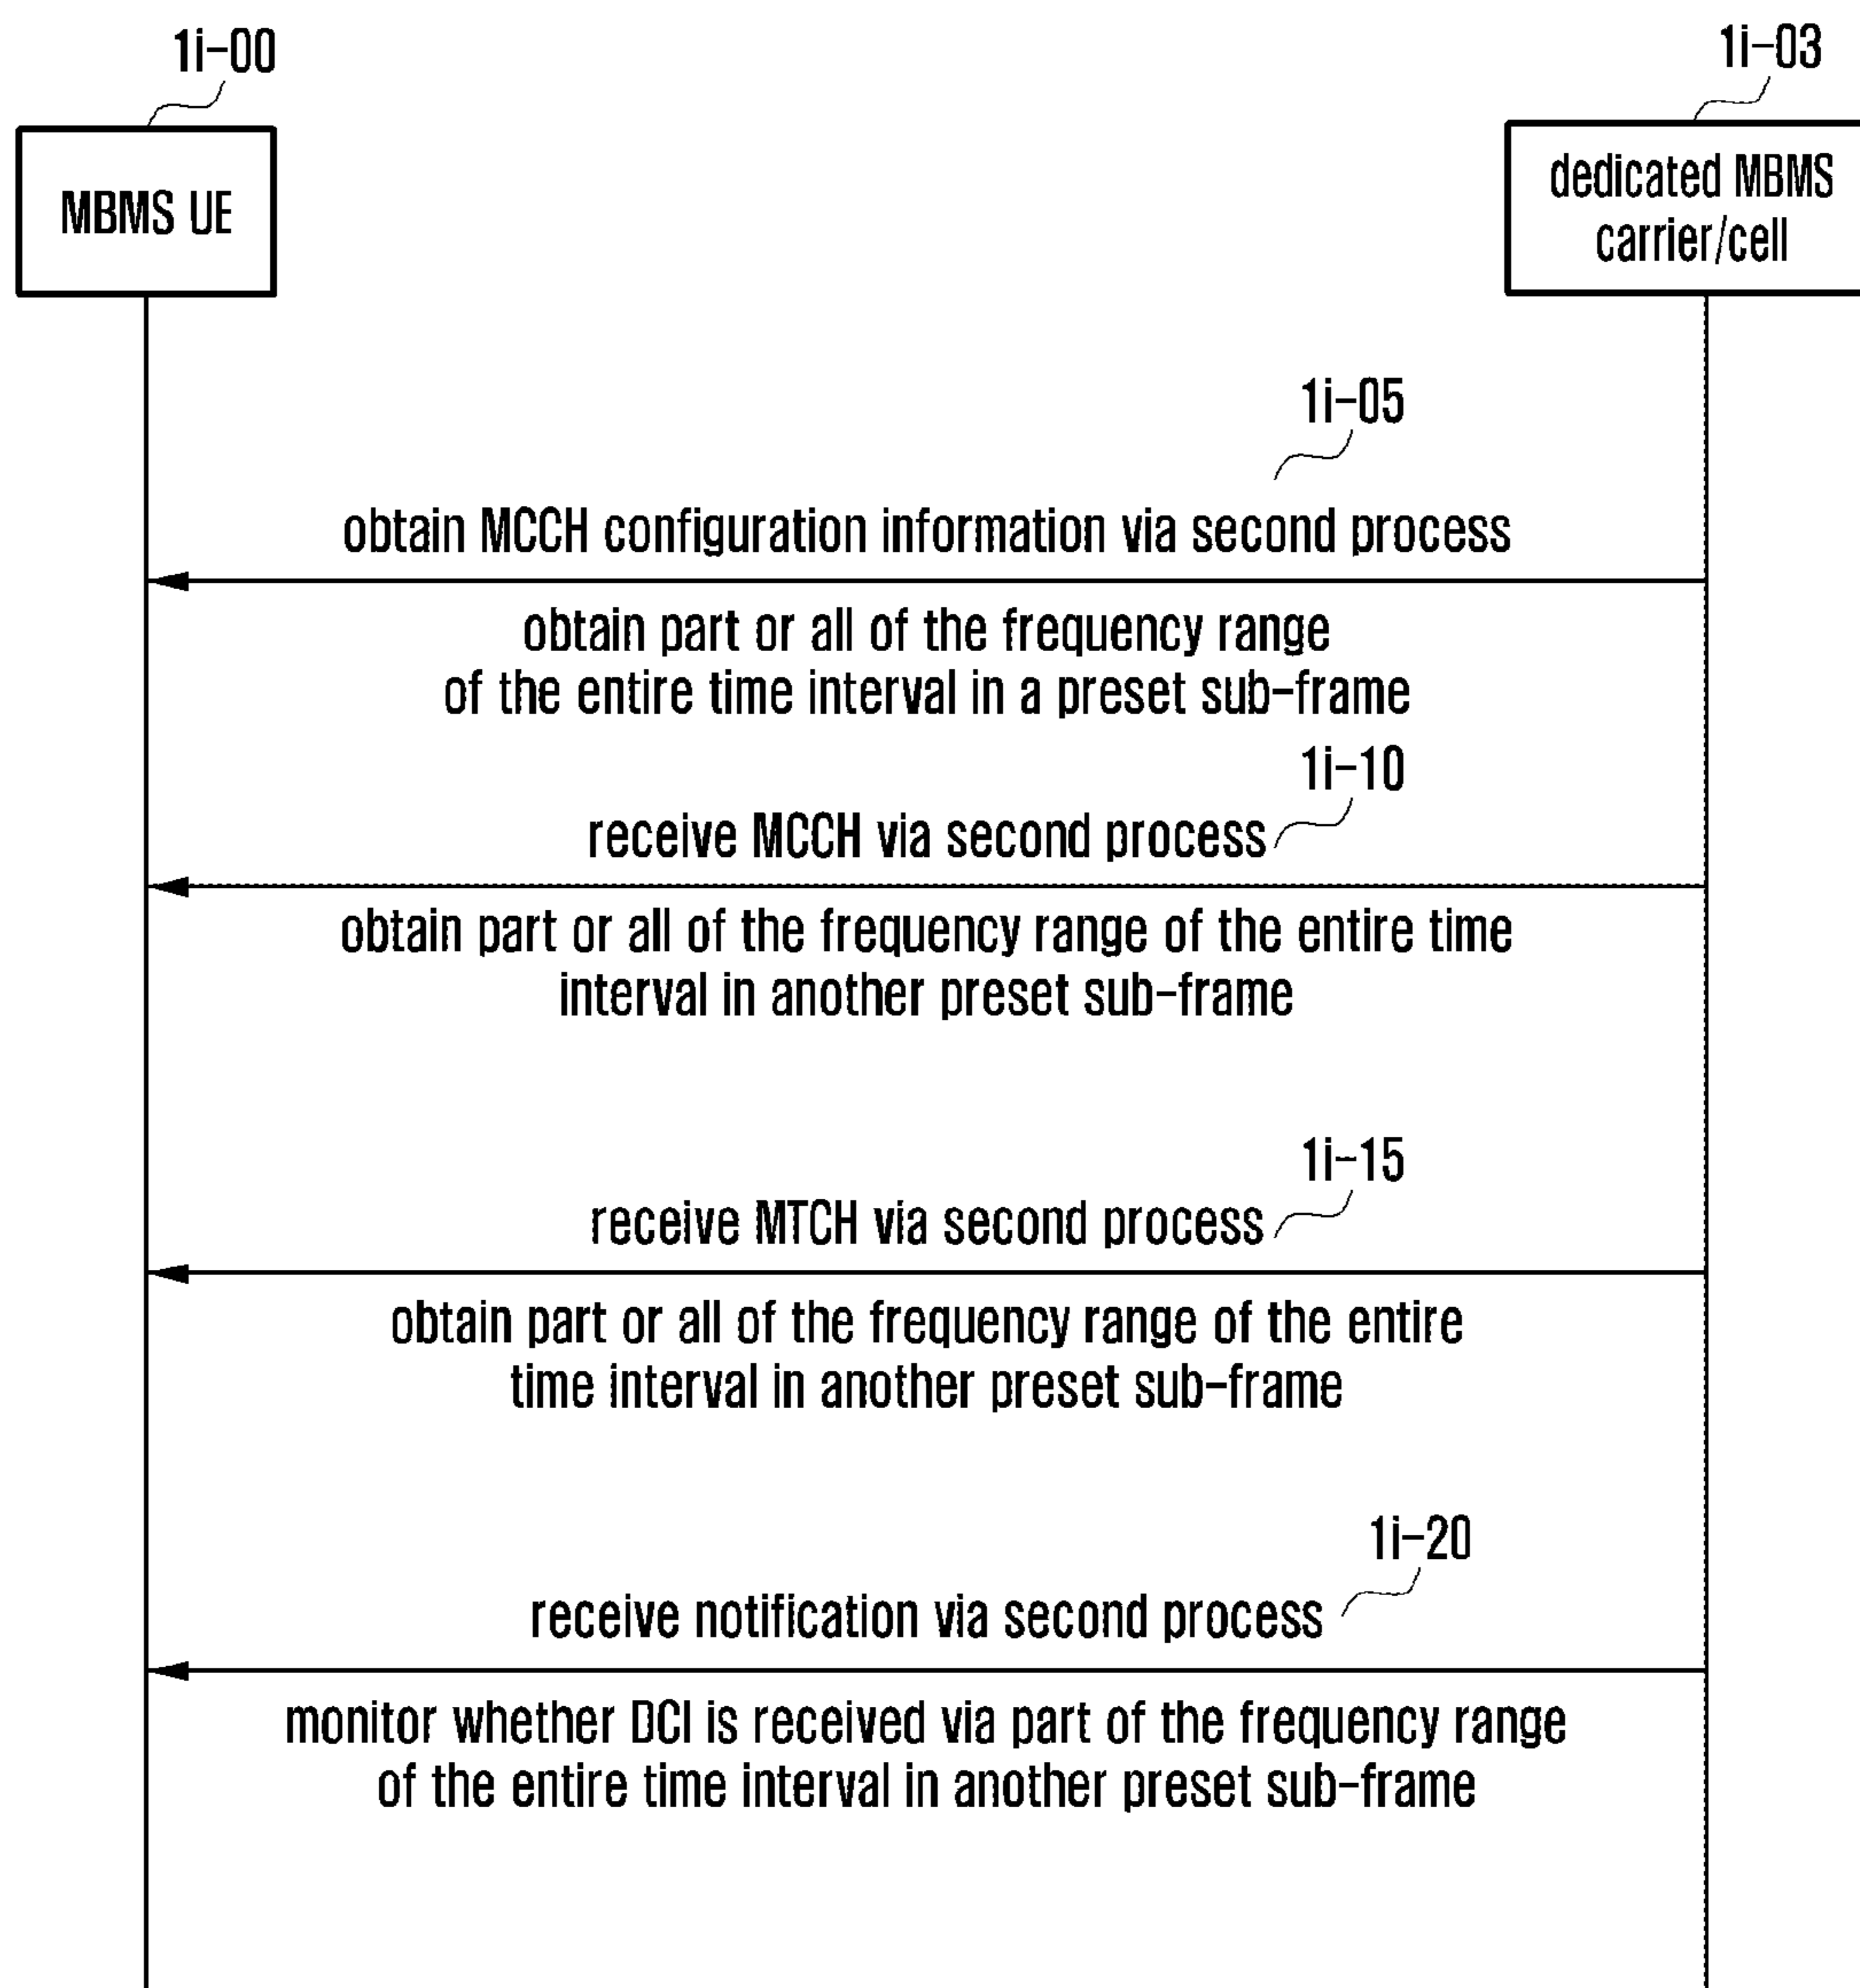 1i-00
1i-03
MBMS UE
dedicated MBMS
carrier/cell
1i-05
obtain MCCH configuration information via second process
obtain part or all of the frequency range
of the entire time interval in a preset sub-frame
1i-10
receive MCCH via second process
obtain part or all of the frequency range of the entire time
interval in another preset sub-frame
1i-15
receive MTCH via second process
obtain part or all of the frequency range of the entire
time interval in another preset sub-frame
1i-20
receive notification via second process
monitor whether DCI is received via part of the frequency range
of the entire time interval in another preset sub-frame